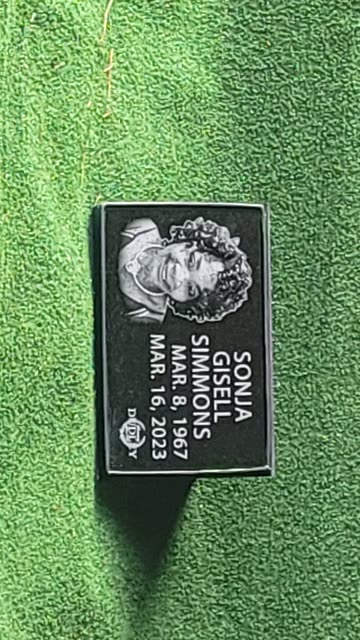 SONJA
GISELL
SIMMONS
MAR. 8, 1967
MAR. 16, 2023